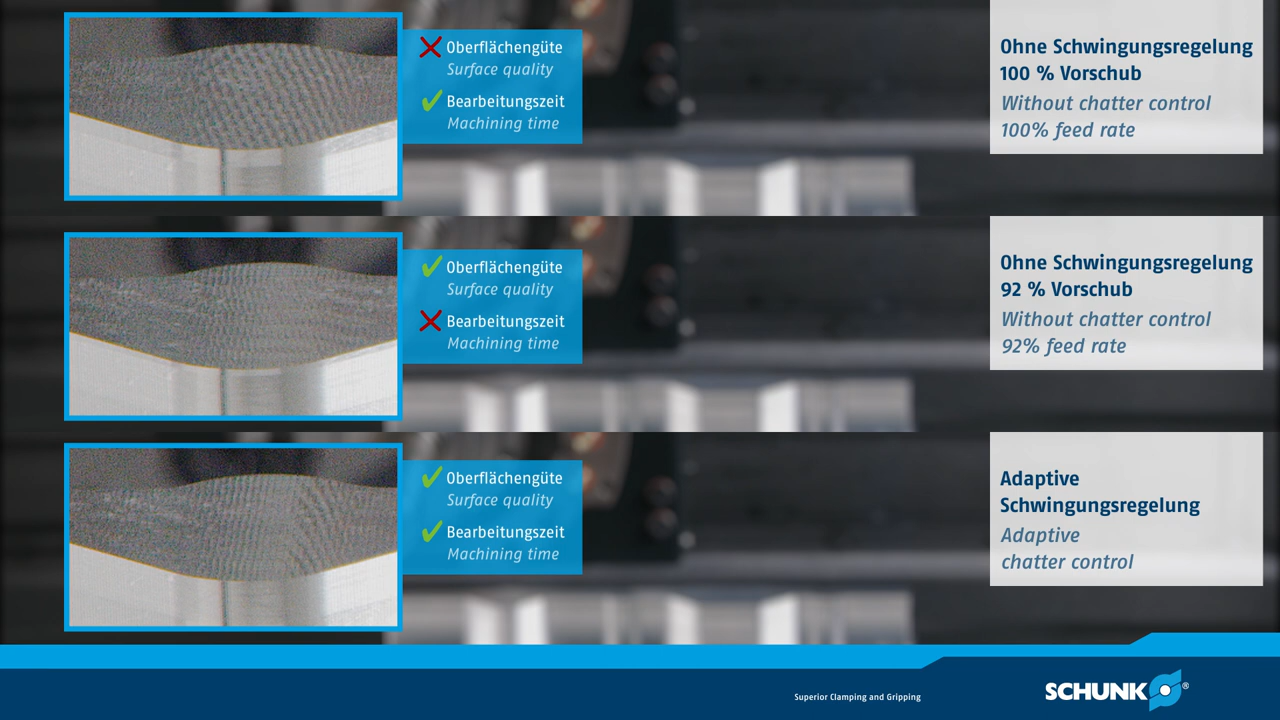 Oberflächengüte
Surface quality
Bearbeitungszeit
Machining time
Ohne Schwingungsregelung
100 % Vorschub
Without chatter control
100% feed rate
Oberflächengüte
Surface quality
Bearbeitungszeit
Machining time
Ohne Schwingungsregelung
92 % Vorschub
Without chatter control
92% feed rate
Oberflächengüte
Surface quality
Bearbeitungszeit
Machining time
Adaptive
Schwingungsregelung
Adaptive
chatter control
Superior Clamping and Gripping
SCHUNK®